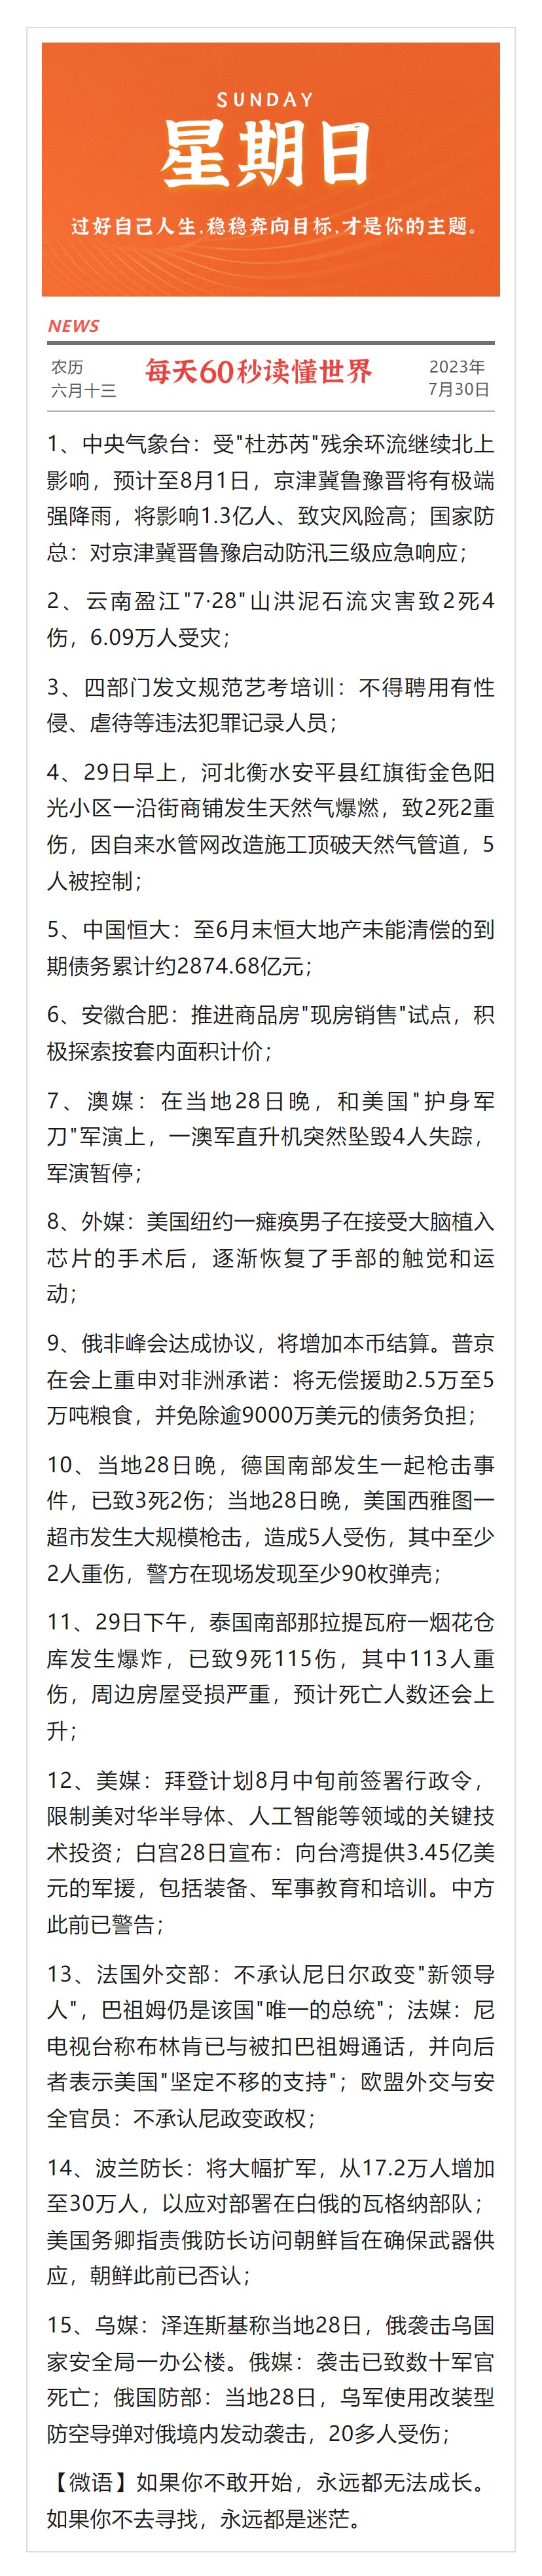 SUNDAY
星期日
过好自己人生,稳稳奔向目标,才是你的主题。
NEWS
农历
六月十三
每天60秒读懂世界
2023年
7月30日
1、中央气象台：受"杜苏芮"残余环流继续北上
影响，预计至8月1日，京津冀鲁豫晋将有极端
强降雨，将影响1.3亿人、致灾风险高；国家防
总：对京津冀晋鲁豫启动防汛三级应急响应；
2、云南盈江"7·28"山洪泥石流灾害致2死4
伤，6.09万人受灾；
3、四部门发文规范艺考培训：不得聘用有性
侵、虐待等违法犯罪记录人员；
4、29日早上，河北衡水安平县红旗街金色阳
光小区一沿街商铺发生天然气爆燃，致2死2重
伤，因自来水管网改造施工顶破天然气管道，5
人被控制；
5、中国恒大：至6月末恒大地产未能清偿的到
期债务累计约2874.68亿元；
6、安徽合肥：推进商品房"现房销售"试点，积
极探索按套内面积计价；
7、澳媒：在当地28日晚，和美国"护身军
刀"军演上，一澳军直升机突然坠毁4人失踪，
军演暂停；
8、外媒：美国纽约一瘫痪男子在接受大脑植入
芯片的手术后，逐渐恢复了手部的触觉和运
动；
9、俄非峰会达成协议，将增加本币结算。普京
在会上重申对非洲承诺：将无偿援助2.5万至5
万吨粮食，并免除逾9000万美元的债务负担；
10、当地28日晚，德国南部发生一起枪击事
件，已致3死2伤；当地28日晚，美国西雅图一
超市发生大规模枪击，造成5人受伤，其中至少
2人重伤，警方在现场发现至少90枚弹壳；
11、29日下午，泰国南部那拉提瓦府一烟花仓
库发生爆炸，已致9死115伤，其中113人重
伤，周边房屋受损严重，预计死亡人数还会上
升；
12、美媒：拜登计划8月中旬前签署行政令，
限制美对华半导体、人工智能等领域的关键技
术投资；白宫28日宣布：向台湾提供3.45亿美
元的军援，包括装备、军事教育和培训。中方
此前已警告；
13、法国外交部：不承认尼日尔政变"新领导
人"，巴祖姆仍是该国"唯一的总统"；法媒：尼
电视台称布林肯已与被扣巴祖姆通话，并向后
者表示美国"坚定不移的支持"；欧盟外交与安
全官员：不承认尼政变政权；
14、波兰防长：将大幅扩军，从17.2万人增加
至30万人，以应对部署在白俄的瓦格纳部队；
美国务卿指责俄防长访问朝鲜旨在确保武器供
应，朝鲜此前已否认；
15、乌媒：泽连斯基称当地28日，俄袭击乌国
家安全局一办公楼。俄媒：袭击已致数十军官
死亡；俄国防部：当地28日，乌军使用改装型
防空导弹对俄境内发动袭击，20多人受伤；
【微语】如果你不敢开始，永远都无法成长。
如果你不去寻找，永远都是迷茫。